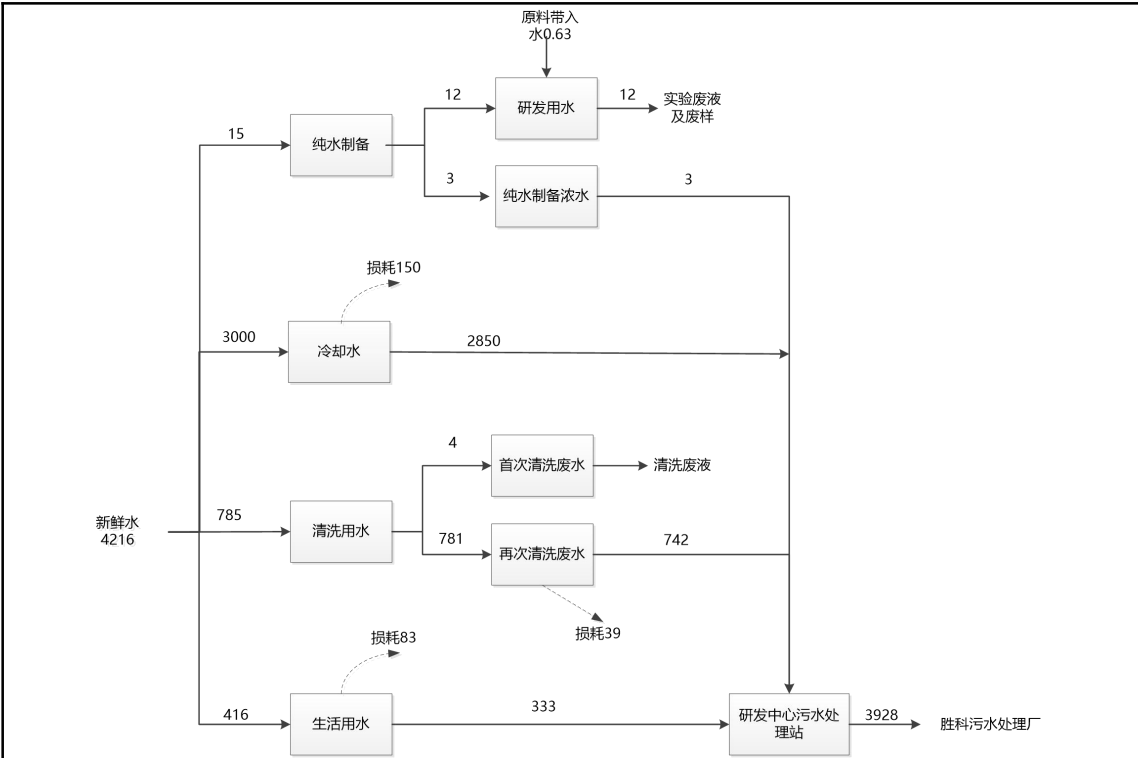 原料带入
水0.63
12
研发用水
12
实验废液
及废样
15
纯水制备
3
纯水制备浓水
3
损耗150
3000
冷却水
2850
4
首次清洗废水
清洗废液
新鲜水
4216
785
清洗用水
781
再次清洗废水
742
损耗39
损耗83
416
生活用水
333
研发中心污水处
理站
3928
胜科污水处理厂